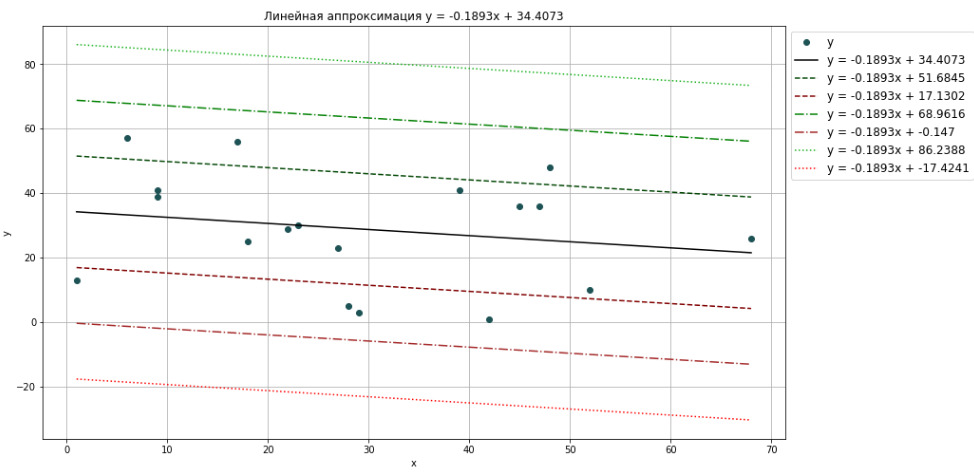 Линейная аппроксимация y = -0.1893x + 34.4073
y
80
60
40
20
0
−20
0
10
20
30
40
50
60
70
x
y
y = -0.1893x + 34.4073
y = -0.1893x + 51.6845
y = -0.1893x + 17.1302
y = -0.1893x + 68.9616
y = -0.1893x + -0.147
y = -0.1893x + 86.2388
y = -0.1893x + -17.4241